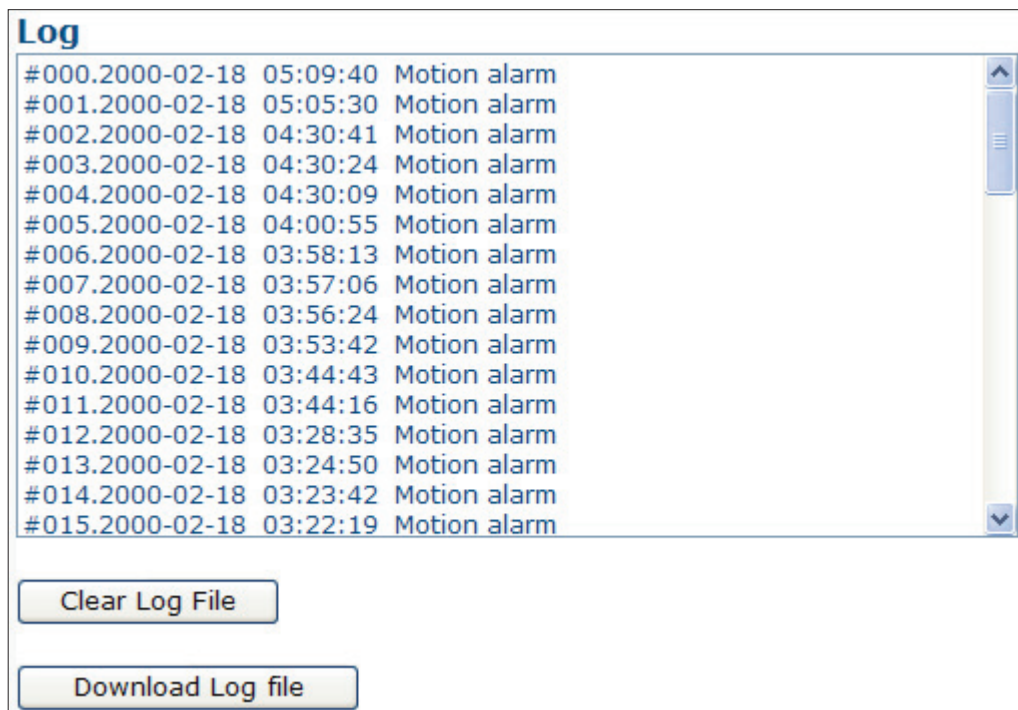 Log
#000.2000-02-18  05:09:40  Motion alarm
#001.2000-02-18  05:05:30  Motion alarm
#002.2000-02-18  04:30:41  Motion alarm
#003.2000-02-18  04:30:24  Motion alarm
#004.2000-02-18  04:30:09  Motion alarm
#005.2000-02-18  04:00:55  Motion alarm
#006.2000-02-18  03:58:13  Motion alarm
#007.2000-02-18  03:57:06  Motion alarm
#008.2000-02-18  03:56:24  Motion alarm
#009.2000-02-18  03:53:42  Motion alarm
#010.2000-02-18  03:44:43  Motion alarm
#011.2000-02-18  03:44:16  Motion alarm
#012.2000-02-18  03:28:35  Motion alarm
#013.2000-02-18  03:24:50  Motion alarm
#014.2000-02-18  03:23:42  Motion alarm
#015.2000-02-18  03:22:19  Motion alarm
Clear Log File
Download Log file